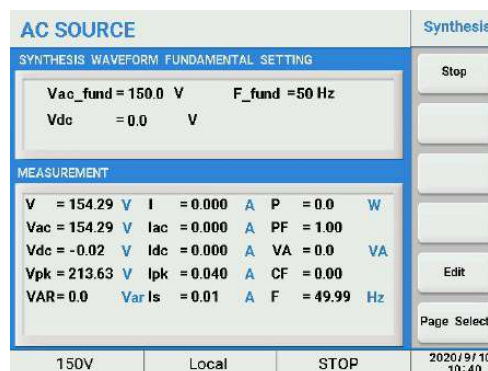 AC SOURCE
Synthesis
SYNTHESIS WAVEFORM FUNDAMENTAL SETTING
Vac_fund = 150.0 V F_fund =50 Hz
Vdc = 0.0 V
MEASUREMENT
V = 154.29 V I = 0.000 A P = 0.0 W
Vac = 154.29 V Iac = 0.000 A PF = 1.00
Vdc = -0.02 V Idc = 0.000 A VA = 0.0 VA
Vpk = 213.63 V Ipk = 0.040 A CF = 0.00
VAR= 0.0 Var Is = 0.01 A F = 49.99 Hz
Stop
Edit
Page Select
150V Local STOP
2020/9/10
10:40